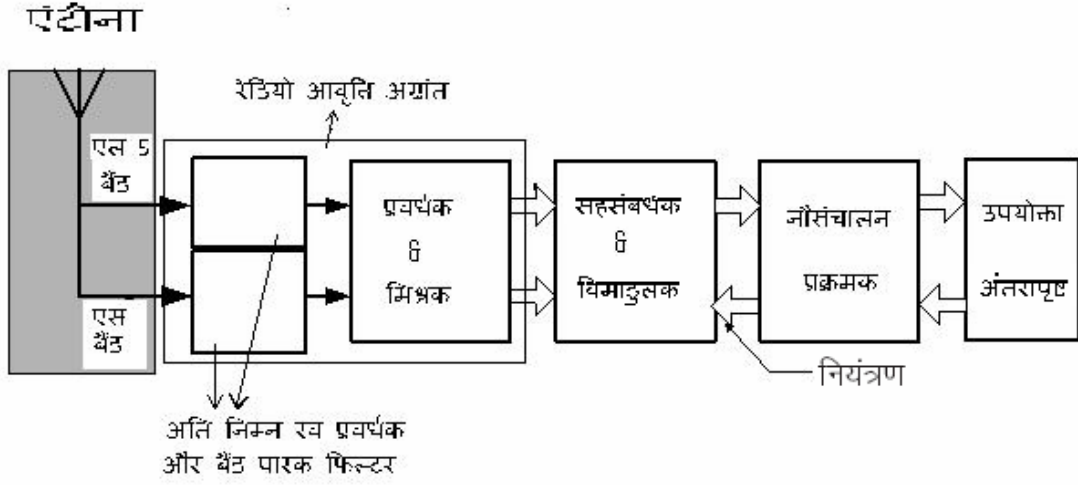 एंटीना
रेडियो आवृति अग्रांत
एल 5
बैंड
एस
बैंड
प्रवर्धक
&
मिश्रक
सहसंबधक
&
विमाडुलक
नौसंचालन
प्रक्रमक
उपयोक्ता
अंतरापृष्ट
नियंत्रण
अति निम्न रव प्रवर्धक
और बैंड पारक फिल्टर